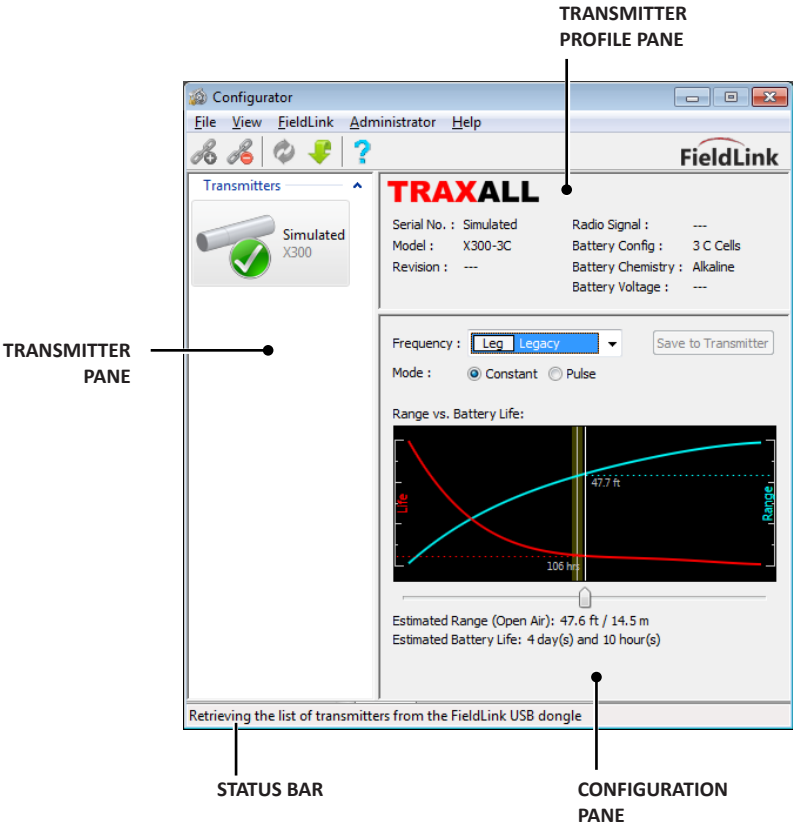 TRANSMITTER
PROFILE PANE
Configurator
File View FieldLink Administrator Help
FieldLink
Transmitters
Simulated
X300
TRAXALL
Serial No. : Simulated Radio Signal : ---
Model : X300-3C Battery Config : 3 C Cells
Revision : --- Battery Chemistry : Alkaline
Battery Voltage : ---
TRANSMITTER
PANE
Frequency : Leg Legacy Save to Transmitter
Mode : Constant Pulse
Range vs. Battery Life:
Life
47.7 ft
Range
106 hrs
Estimated Range (Open Air): 47.6 ft / 14.5 m
Estimated Battery Life: 4 day(s) and 10 hour(s)
Retrieving the list of transmitters from the FieldLink USB dongle
STATUS BAR
CONFIGURATION
PANE